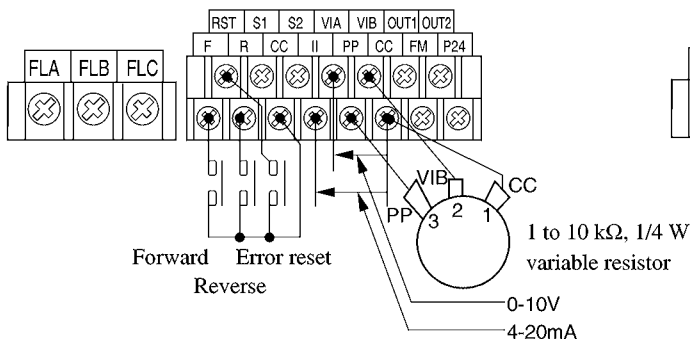 RST S1 S2 VIA VIB OUT1 OUT2
F R CC II PP CC FM P24
FLA FLB FLC
VIB CC
PP 3 2 1
1 to 10 kΩ, 1/4 W
variable resistor
Forward Error reset
Reverse
0-10V
4-20mA